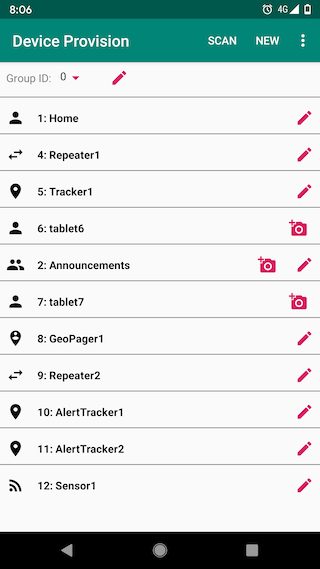 8:06
4G
Device Provision
SCAN
NEW
Group ID: 0
1: Home
4: Repeater1
5: Tracker1
6: tablet6
2: Announcements
7: tablet7
8: GeoPager1
9: Repeater2
10: AlertTracker1
11: AlertTracker2
12: Sensor1